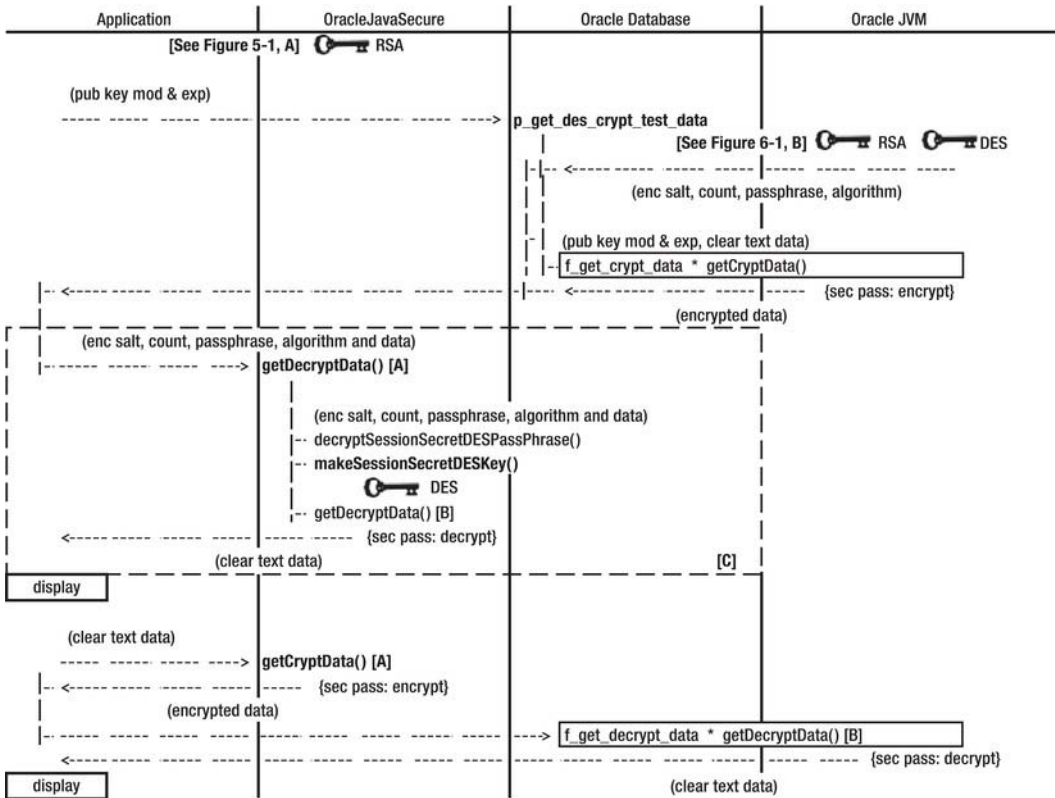 Application OracleJavaSecure Oracle Database Oracle JVM
[See Figure 5-1, A] RSA
(pub key mod & exp)
p_get_des_crypt_test_data
[See Figure 6-1, B] RSA DES
(enc salt, count, passphrase, algorithm)
(pub key mod & exp, clear text data)
f_get_crypt_data * getCryptData()
{sec pass: encrypt}
(encrypted data)
(enc salt, count, passphrase, algorithm and data)
getDecryptData() [A]
(enc salt, count, passphrase, algorithm and data)
decryptSessionSecretDESPassPhrase()
makeSessionSecretDESKey()
DES
getDecryptData() [B]
{sec pass: decrypt}
(clear text data) [C]
display
(clear text data)
getCryptData() [A]
{sec pass: encrypt}
(encrypted data)
f_get_decrypt_data * getDecryptData() [B]
{sec pass: decrypt}
display
(clear text data)